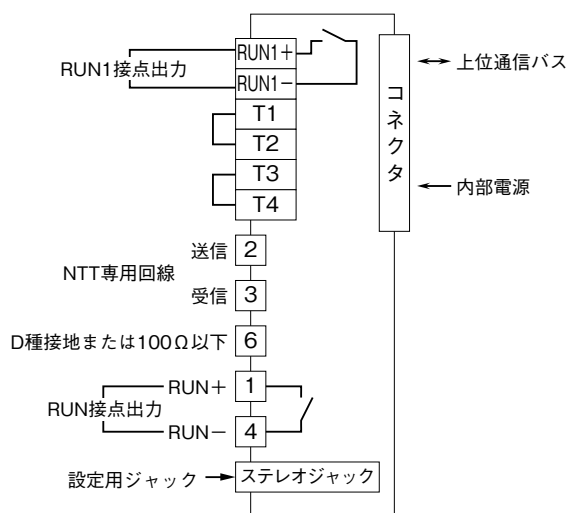 RUN1+
RUN1接点出力
RUN1−
T1
T2
T3
T4
コネクタ
上位通信バス
内部電源
送信 2
NTT専用回線
受信 3
D種接地または100Ω以下 6
RUN+ 1
RUN接点出力
RUN− 4
設定用ジャック ステレオジャック